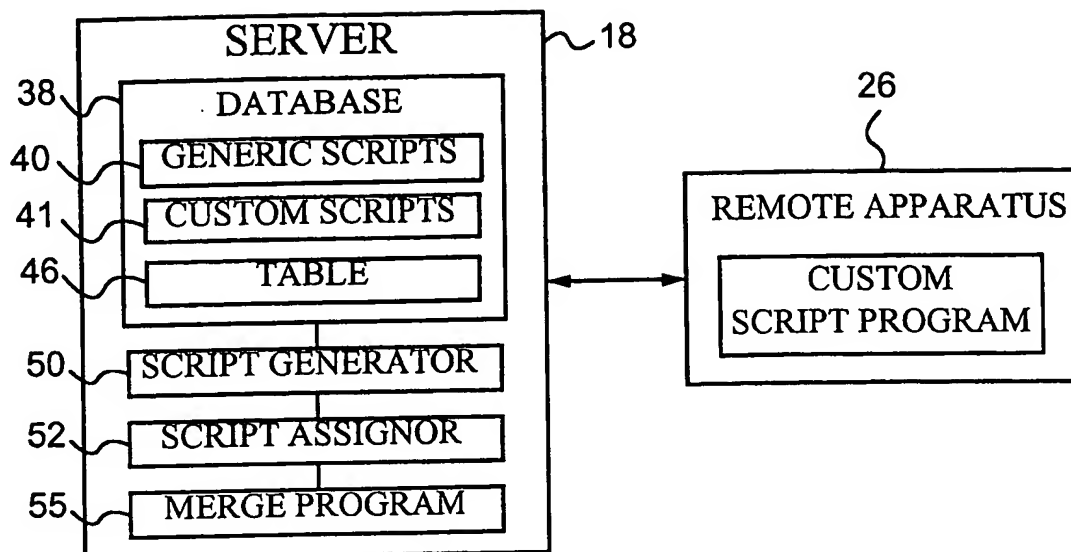 SERVER
18
38
DATABASE
40
GENERIC SCRIPTS
41
CUSTOM SCRIPTS
46
TABLE
50
SCRIPT GENERATOR
52
SCRIPT ASSIGNOR
55
MERGE PROGRAM
26
REMOTE APPARATUS
CUSTOM
SCRIPT PROGRAM